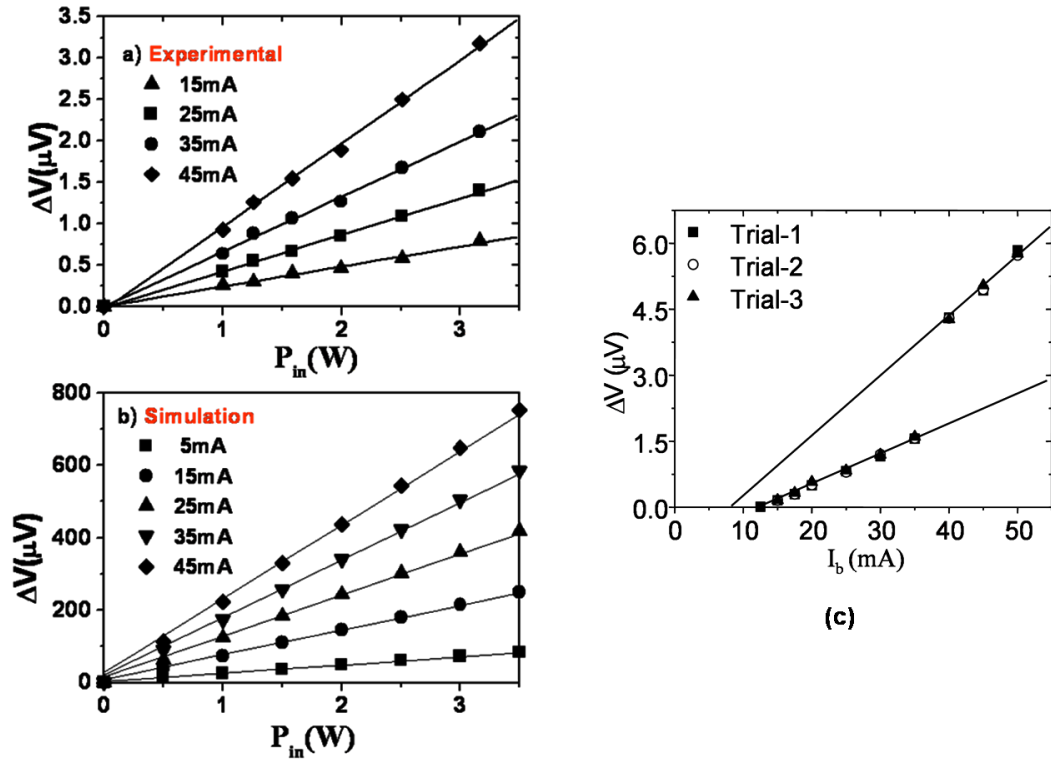 3.5
3.0
2.5
2.0
1.5
1.0
0.5
0.0
ΔV(μV)
a) Experimental
15mA
25mA
35mA
45mA
0 1 2 3
P_in(W)
800
600
400
200
0
ΔV(μV)
b) Simulation
5mA
15mA
25mA
35mA
45mA
0 1 2 3
P_in(W)
6.0
4.5
3.0
1.5
0.0
ΔV (μV)
Trial-1
Trial-2
Trial-3
0 10 20 30 40 50
I_b (mA)
(c)